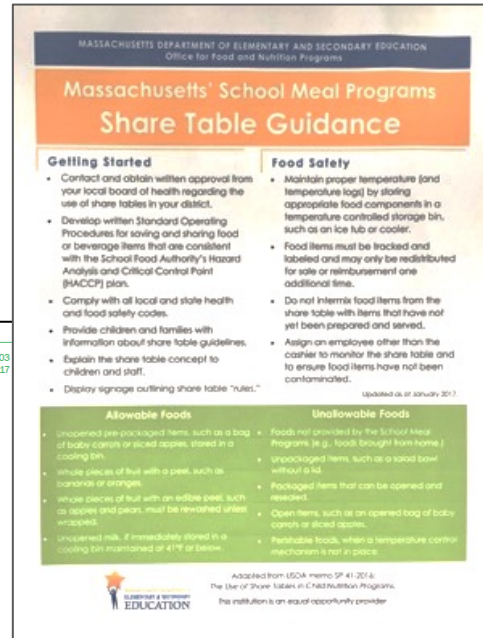 MASSACHUSETTS DEPARTMENT OF ELEMENTARY AND SECONDARY EDUCATION
Office for Food and Nutrition Programs
Massachusetts' School Meal Programs
Share Table Guidance
Getting Started
• Contact and obtain written approval from
your local board of health regarding the
use of share tables in your district.
• Develop written Standard Operating
Procedures for saving and sharing food
or beverage items that are consistent
with the School Food Authority's Hazard
Analysis and Critical Control Point
(HACCP) plan.
• Comply with all local and state health
and food safety codes.
• Provide children and families with
information about share table guidelines.
• Explain the share table concept to
children and staff.
• Display signage outlining share table "rules."
Food Safety
• Maintain proper temperature (and
temperature logs) by storing
appropriate food components in a
temperature controlled storage bin,
such as an ice tub or cooler.
• Food items must be tracked and
labeled and may only be redistributed
for sale or reimbursement one
additional time.
• Do not intermix food items from the
share table with items that have not
yet been prepared and served.
• Assign an employee other than the
cashier to monitor the share table and
to ensure food items have not been
contaminated.
Updated as of January 2017.
03
17
Allowable Foods
• Unopened pre-packaged items, such as a bag
of baby carrots or sliced apples, stored in a
cooling bin.
• Whole pieces of fruit with a peel, such as
bananas or oranges.
• Whole pieces of fruit with an edible peel, such
as apples and pears, must be rewashed unless
wrapped.
• Unopened milk, if immediately stored in a
cooling bin maintained at 41°F or below.
Unallowable Foods
• Foods not provided by the School Meal
Programs (e.g., foods brought from home.)
• Unpackaged items, such as a salad bowl
without a lid.
• Packaged items that can be opened and
resealed.
• Open items, such as an opened bag of baby
carrots or sliced apples.
• Perishable foods, when a temperature control
mechanism is not in place.
ELEMENTARY & SECONDARY
EDUCATION
Adapted from USDA memo SP 41-2016:
The Use of Share Tables in Child Nutrition Programs.
This institution is an equal opportunity provider